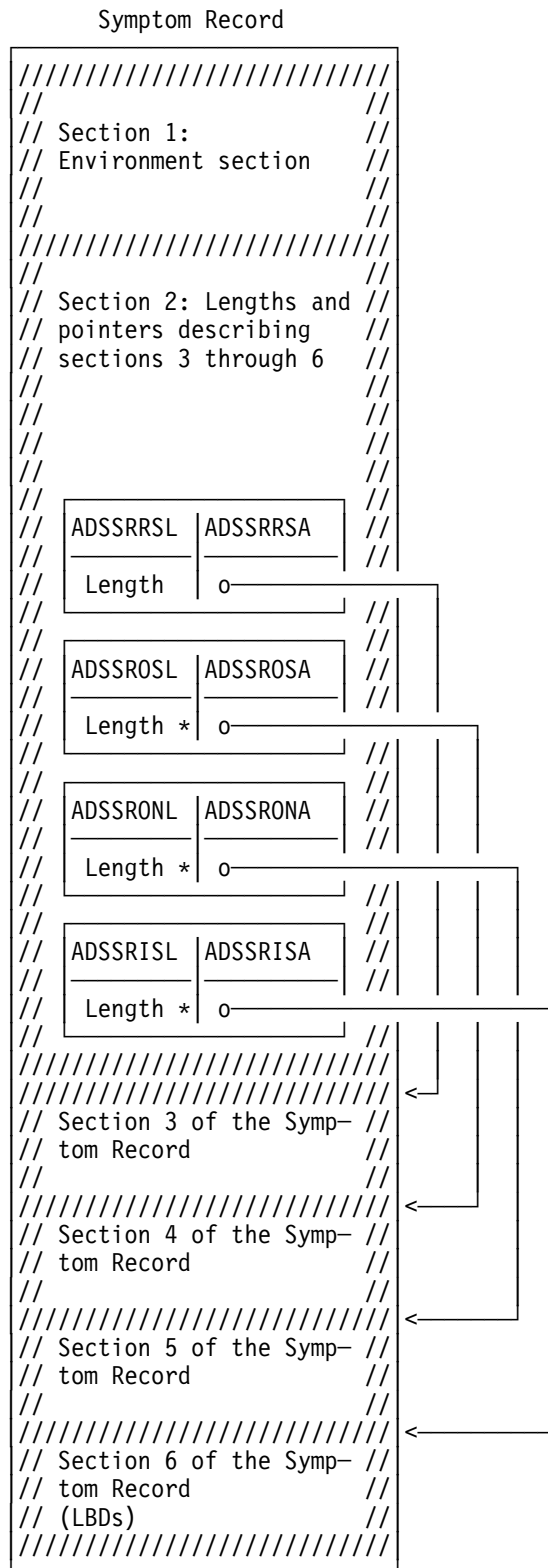 Symptom Record
///////////////////////////////
// //
// Section 1: //
// Environment section //
// //
// //
///////////////////////////////
// //
// Section 2: Lengths and //
// pointers describing //
// sections 3 through 6 //
// //
// //
// //
// //
// //
// ADSSRRSL ADSSRRSA //
// //
// Length o
// //
// //
// ADSSROSL ADSSROSA //
// //
// Length * o
// //
// //
// ADSSRONL ADSSRONA //
// //
// Length * o
// //
// //
// ADSSRISL ADSSRISA //
// //
// Length * o
// //
///////////////////////////////
/////////////////////////////// <
// Section 3 of the Symp– //
// tom Record //
// //
/////////////////////////////// <
// Section 4 of the Symp– //
// tom Record //
// //
/////////////////////////////// <
// Section 5 of the Symp– //
// tom Record //
// //
/////////////////////////////// <
// Section 6 of the Symp– //
// tom Record //
// (LBDs) //
///////////////////////////////